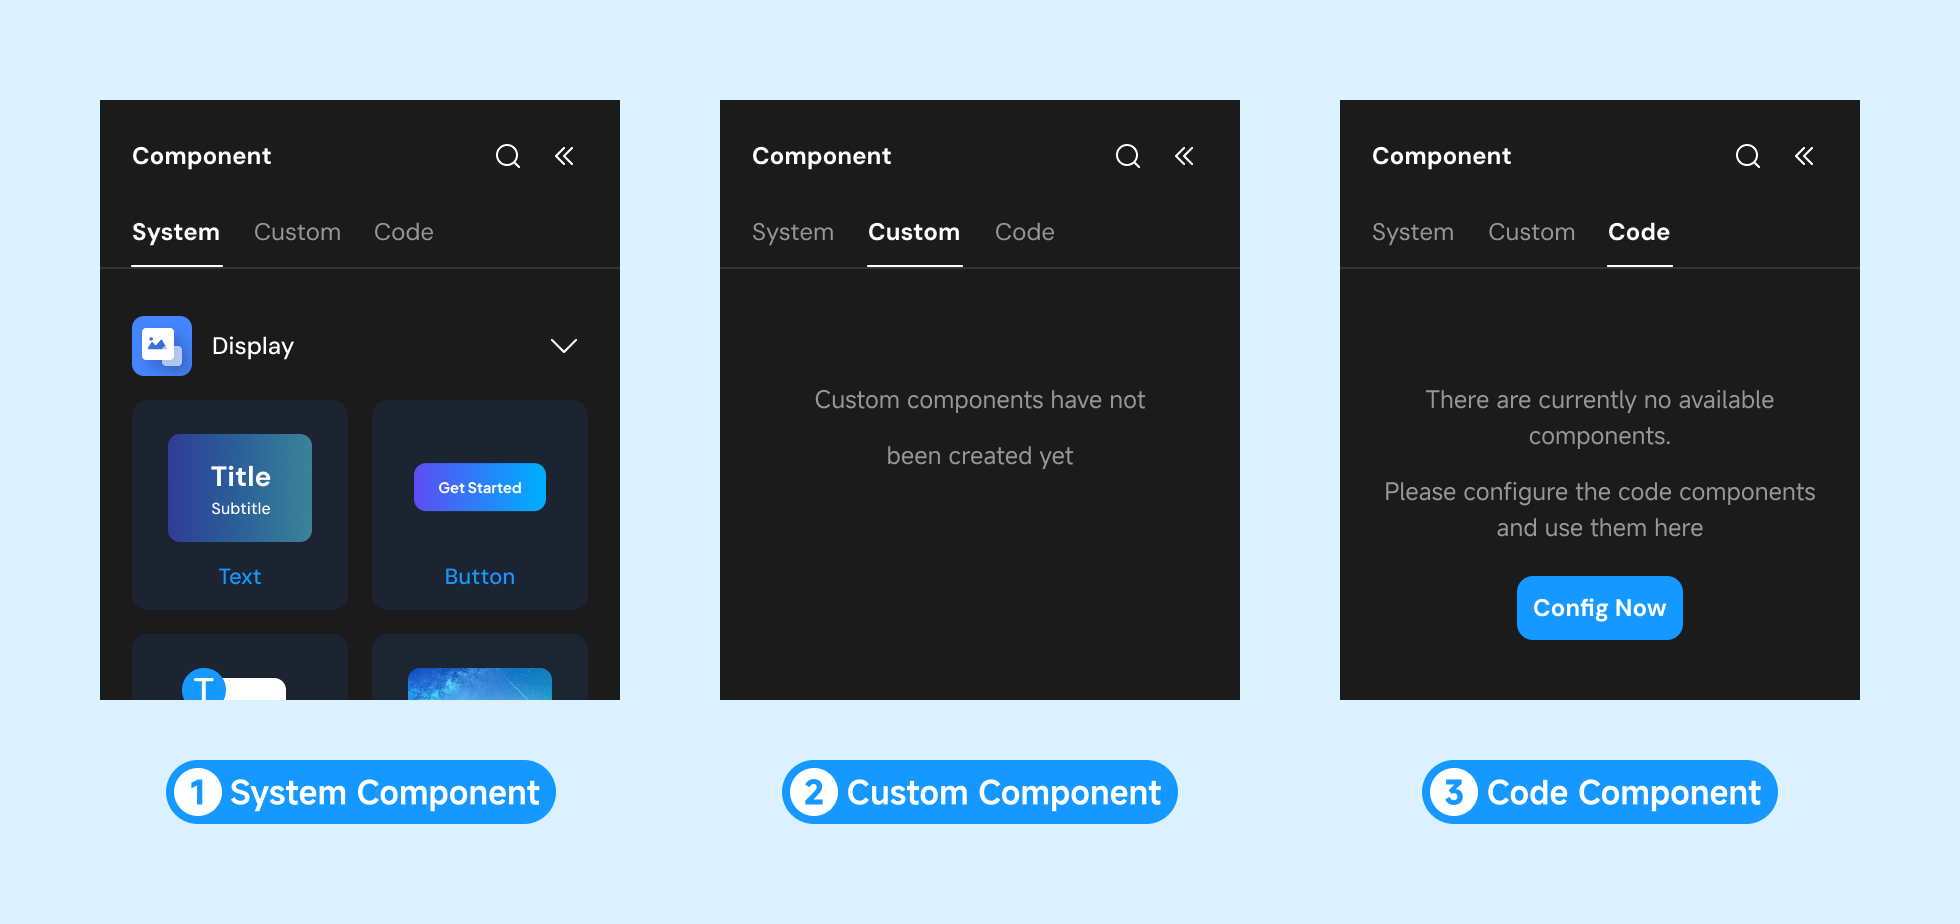 Component
System Custom Code
Display
Title
Subtitle
Text
Get Started
Button
T
1 System Component
Component
System Custom Code
Custom components have not
been created yet
2 Custom Component
Component
System Custom Code
There are currently no available
components.
Please configure the code components
and use them here
Config Now
3 Code Component